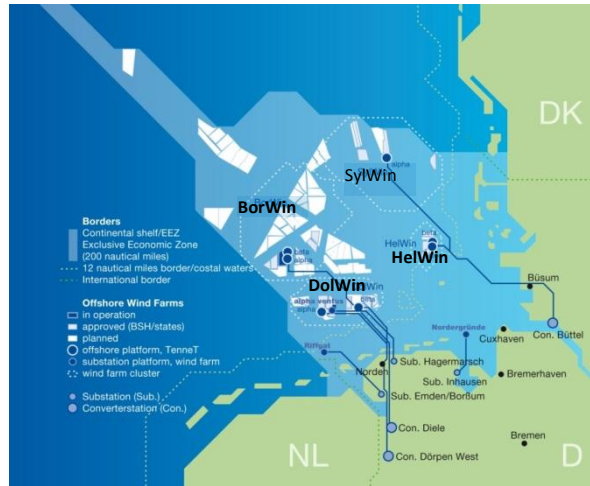 DK
alpha
SylWin
BorWin
HelWin
beta
HelWin
beta
alpha
DolWin
alpha ventus
alpha
beta
Borders
Continental shelf/EEZ
Exclusive Economic Zone
(200 nautical miles)
12 nautical miles border/costal waters
International border
Offshore Wind Farms
in operation
approved (BSH/states)
planned
offshore platform, TenneT
substation platform, wind farm
wind farm cluster
Substation (Sub.)
Converterstation (Con.)
Riffgat
Nordergründe
Büsum
Con. Büttel
Cuxhaven
Norden
Sub. Hagermarsch
Sub. Inhausen
Bremerhaven
Sub. Emden/Borßum
Con. Diele
Bremen
Con. Dörpen West
NL
D